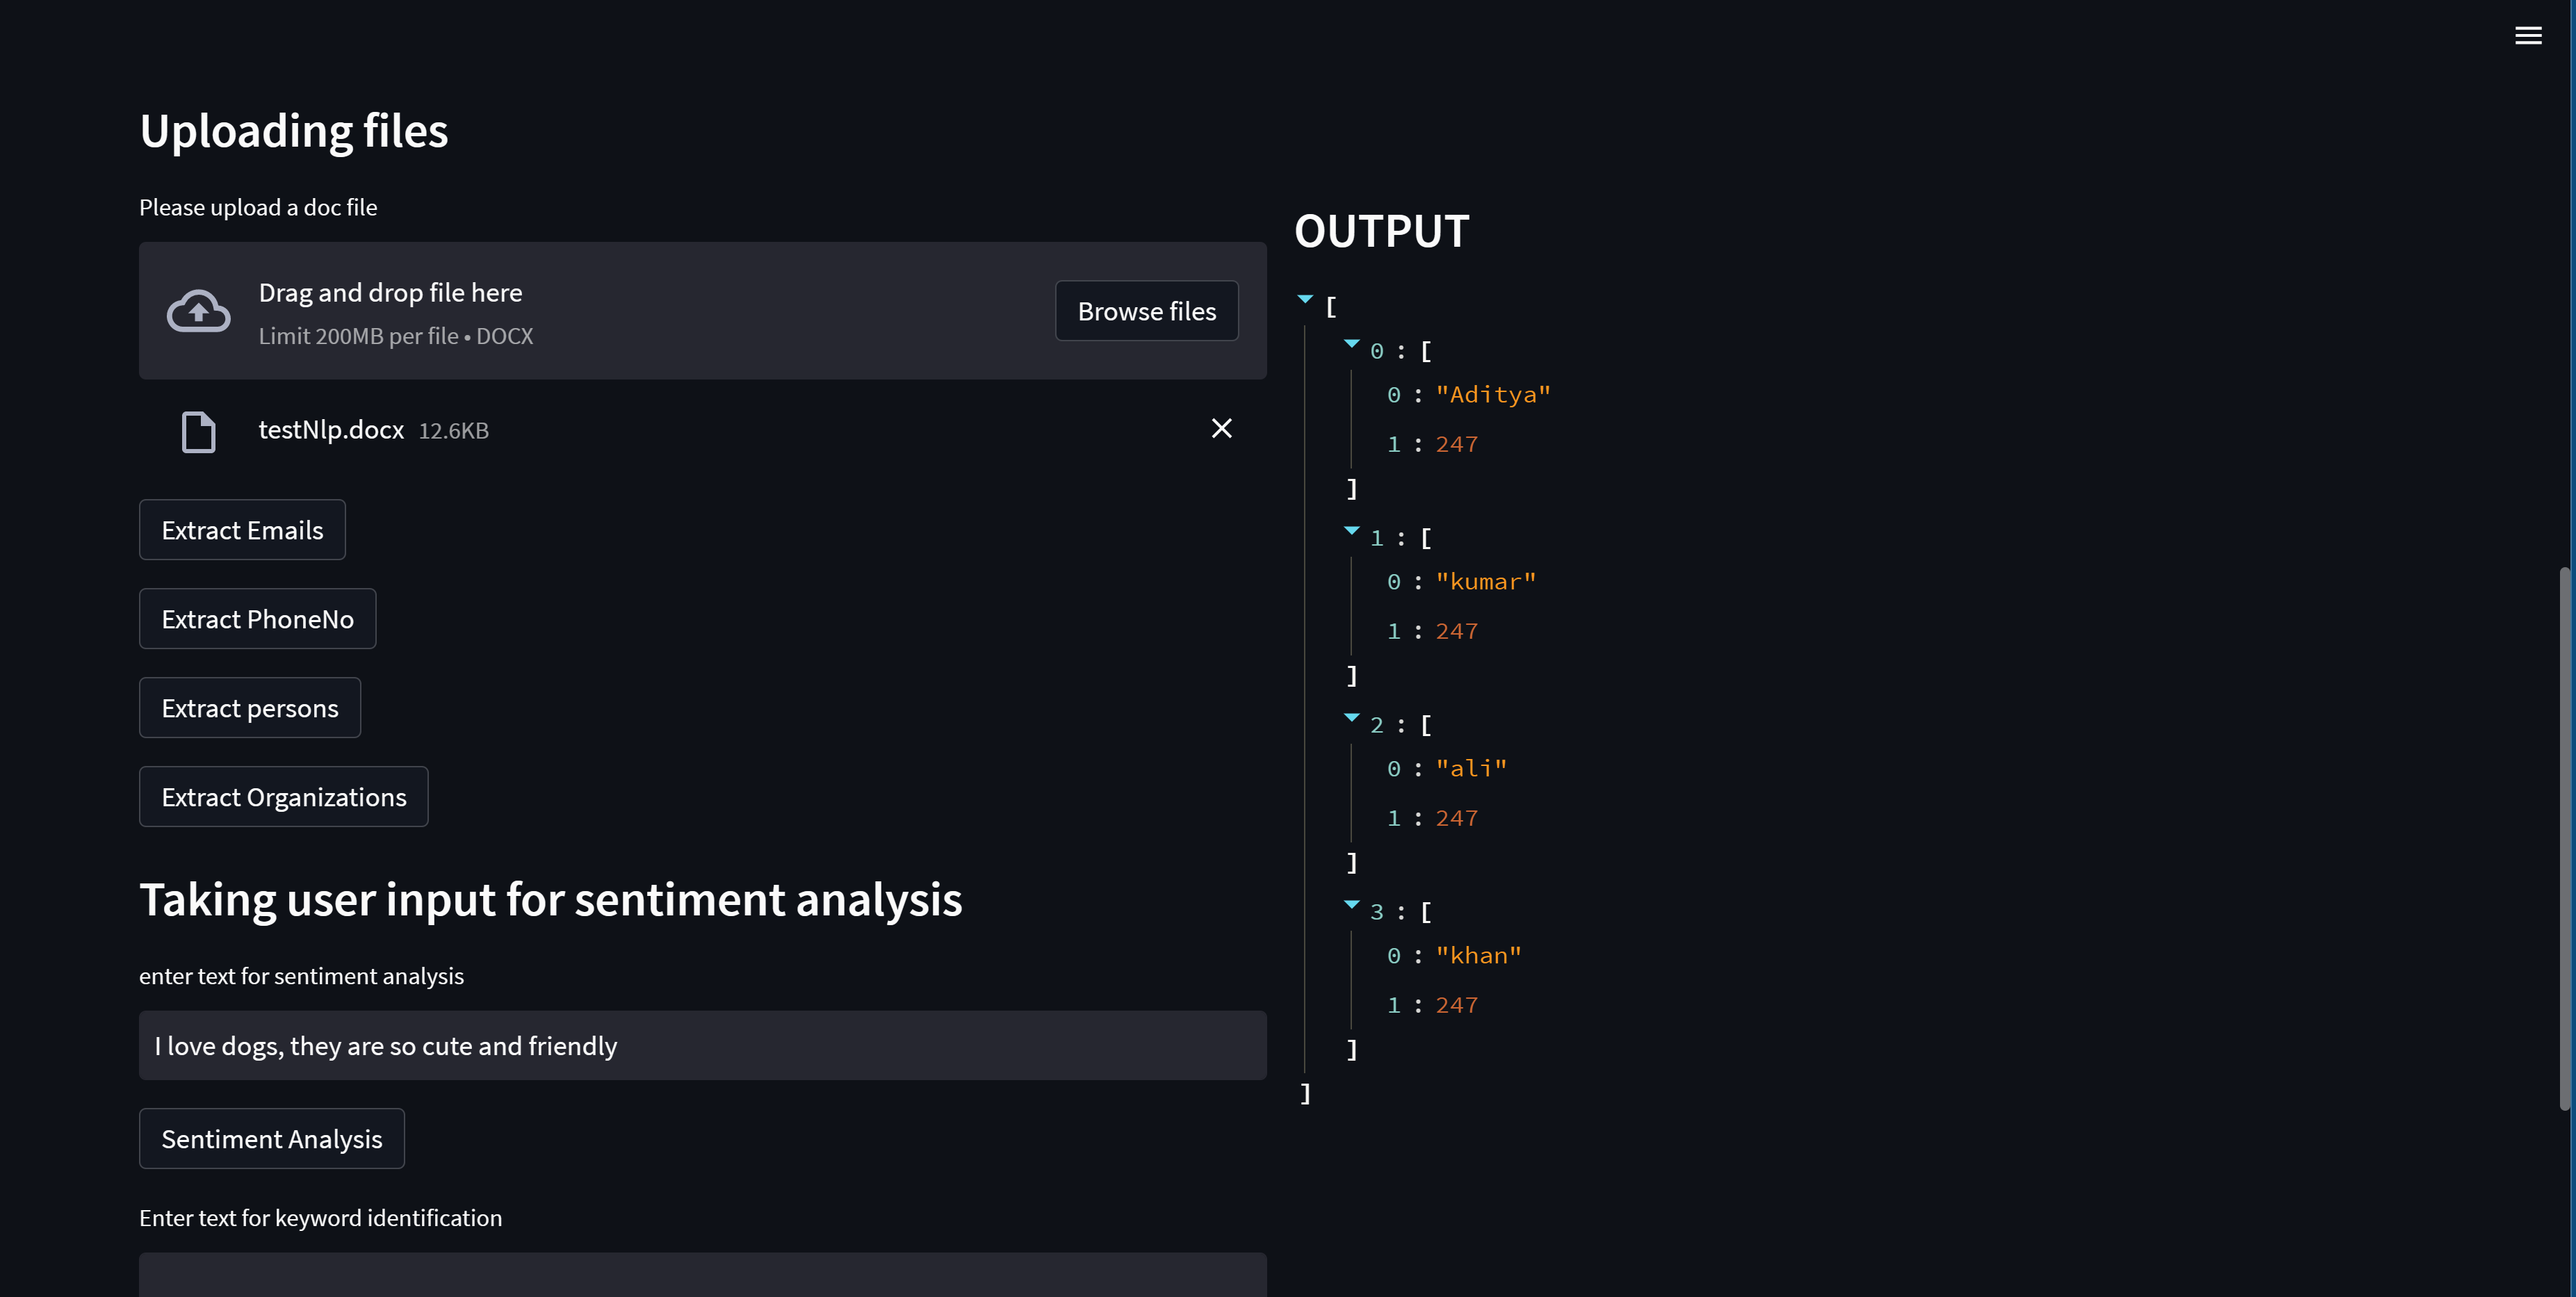 Uploading files
Please upload a doc file
Drag and drop file here
Limit 200MB per file • DOCX
Browse files
testNlp.docx 12.6KB
Extract Emails
Extract PhoneNo
Extract persons
Extract Organizations
Taking user input for sentiment analysis
enter text for sentiment analysis
I love dogs, they are so cute and friendly
Sentiment Analysis
Enter text for keyword identification
OUTPUT
[
0 : [
0 : "Aditya"
1 : 247
]
1 : [
0 : "kumar"
1 : 247
]
2 : [
0 : "ali"
1 : 247
]
3 : [
0 : "khan"
1 : 247
]
]